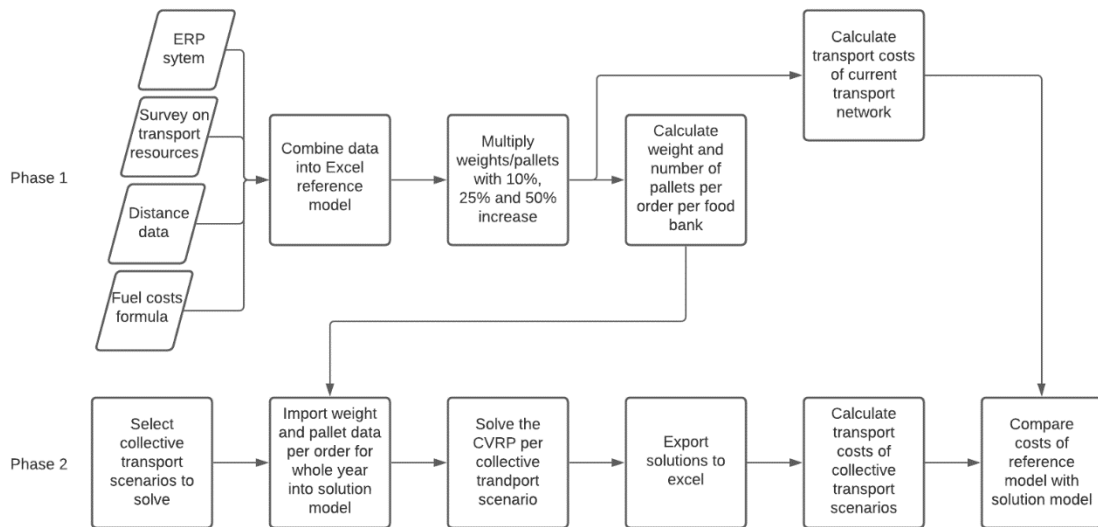 ERP
sytem
Survey on
transport
resources
Distance
data
Fuel costs
formula
Phase 1
Combine data
into Excel
reference
model
Multiply
weights/pallets
with 10%,
25% and 50%
increase
Calculate
weight and
number of
pallets per
order per food
bank
Calculate
transport costs
of current
transport
network
Phase 2
Select
collective
transport
scenarios to
solve
Import weight
and pallet data
per order for
whole year
into solution
model
Solve the
CVRP per
collective
trandport
scenario
Export
solutions to
excel
Calculate
transport
costs of
collective
transport
scenarios
Compare
costs of
reference
model with
solution model